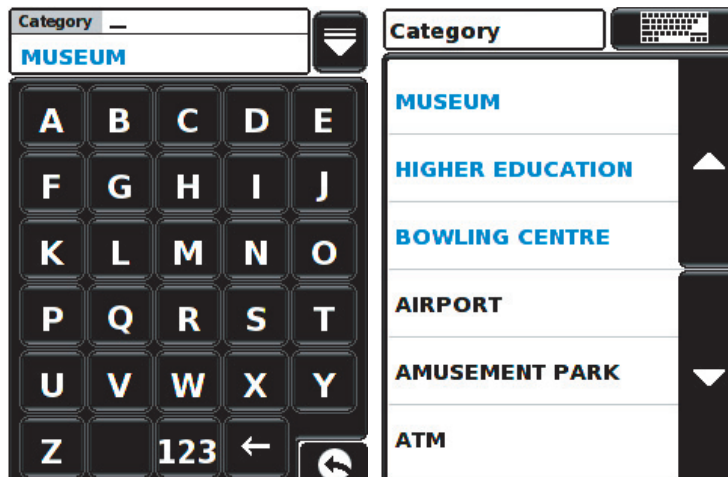 Category _
MUSEUM
A B C D E
F G H I J
K L M N O
P Q R S T
U V W X Y
Z 123 ←
Category
MUSEUM
HIGHER EDUCATION
BOWLING CENTRE
AIRPORT
AMUSEMENT PARK
ATM